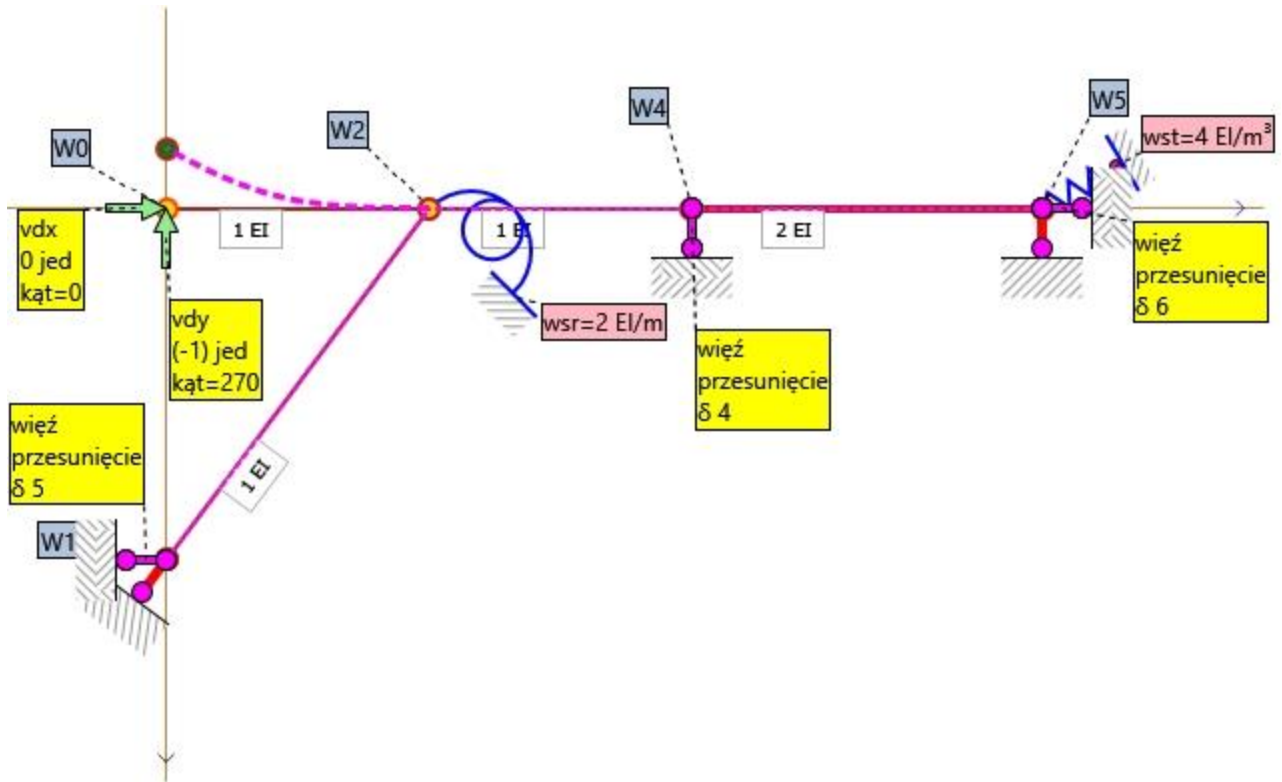 W0
W2
W4
W5
wst=4 EI/m³
vdx
0 jed
kąt=0
1 EI
1 EI
2 EI
więź
przesunięcie
δ 6
vdy
(-1) jed
kąt=270
wsr=2 EI/m
więź
przesunięcie
δ 4
więź
przesunięcie
δ 5
1 EI
W1